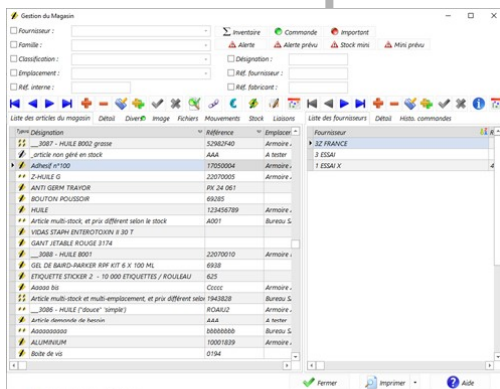 Gestion du Magasin
Fournisseur :
Inventaire Commande Important
Famille :
Alerte Alerte prévu Stock mini Mini prévu
Classification : Désignation :
Emplacement : Réf. fournisseur :
Réf. interne : Réf. fabricant :
Liste des articles du magasin Détail Divers Image Fichiers Mouvements Stock Liaisons
Liste des fournisseurs Détail Histo. commandes
Type Désignation Référence Emplacer
__3087 - HUILE 8002 grasse 52982F40 Armoire
_article non géré en stock AAA A tester
Adhesif n°100 17050004 Armoire
Z-HUILE G 22070005 Armoire
ANTI GERM TRAYOR PX 24 061
BOUTON POUSSOIR 69285
HUILE 123456789 Armoire
Article multi-stock, et prix différent selon le stock A001 Bureau S
VIDAS STAPH ENTEROTOXIN II 30 T
GANT JETABLE ROUGE 3174
__3088 - HUILE 8001 22070010 Armoire
GEL DE BAIRD-PARKER RPF KIT 6 X 100 ML 6938
ETIQUETTE STICKER 2 - 10 000 ETIQUETTES / ROULEAU 625
Aaaaa bis Ccccc Armoire
Article multi-stock et multi-emplacement, et prix différent selon 1943828 Bureau S
__3086 - HUILE ("douce" 'simple') ROAIU2 Armoire
Article demande de besoin AAA A tester
Aaaaaaaaaa bbbbbbbb Bureau S
ALUMINIUM 10001839 Armoire
Boite de vis 0194
Fournisseur
3Z FRANCE
3 ESSAI
1 ESSAI X 4
Fermer Imprimer Aide